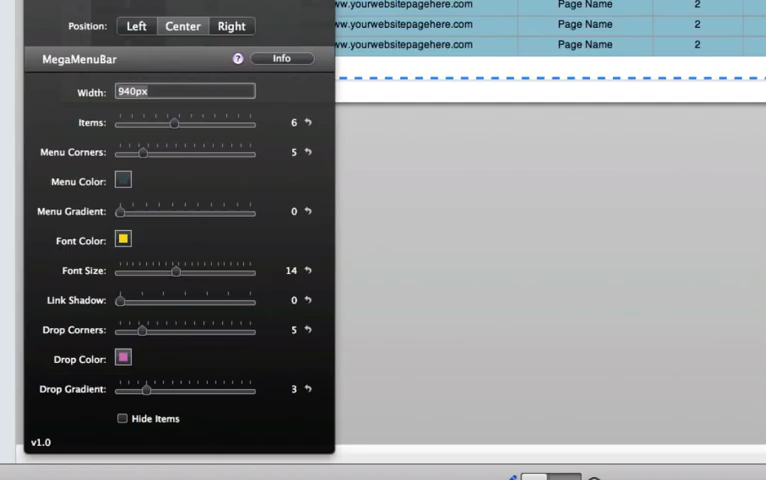 Position: Left Center Right
ww.yourwebsitepagehere.com Page Name 2
ww.yourwebsitepagehere.com Page Name 2
ww.yourwebsitepagehere.com Page Name 2
MegaMenuBar ? Info
Width: 940px
Items: 6
Menu Corners: 5
Menu Color:
Menu Gradient: 0
Font Color:
Font Size: 14
Link Shadow: 0
Drop Corners: 5
Drop Color:
Drop Gradient: 3
Hide Items
v1.0